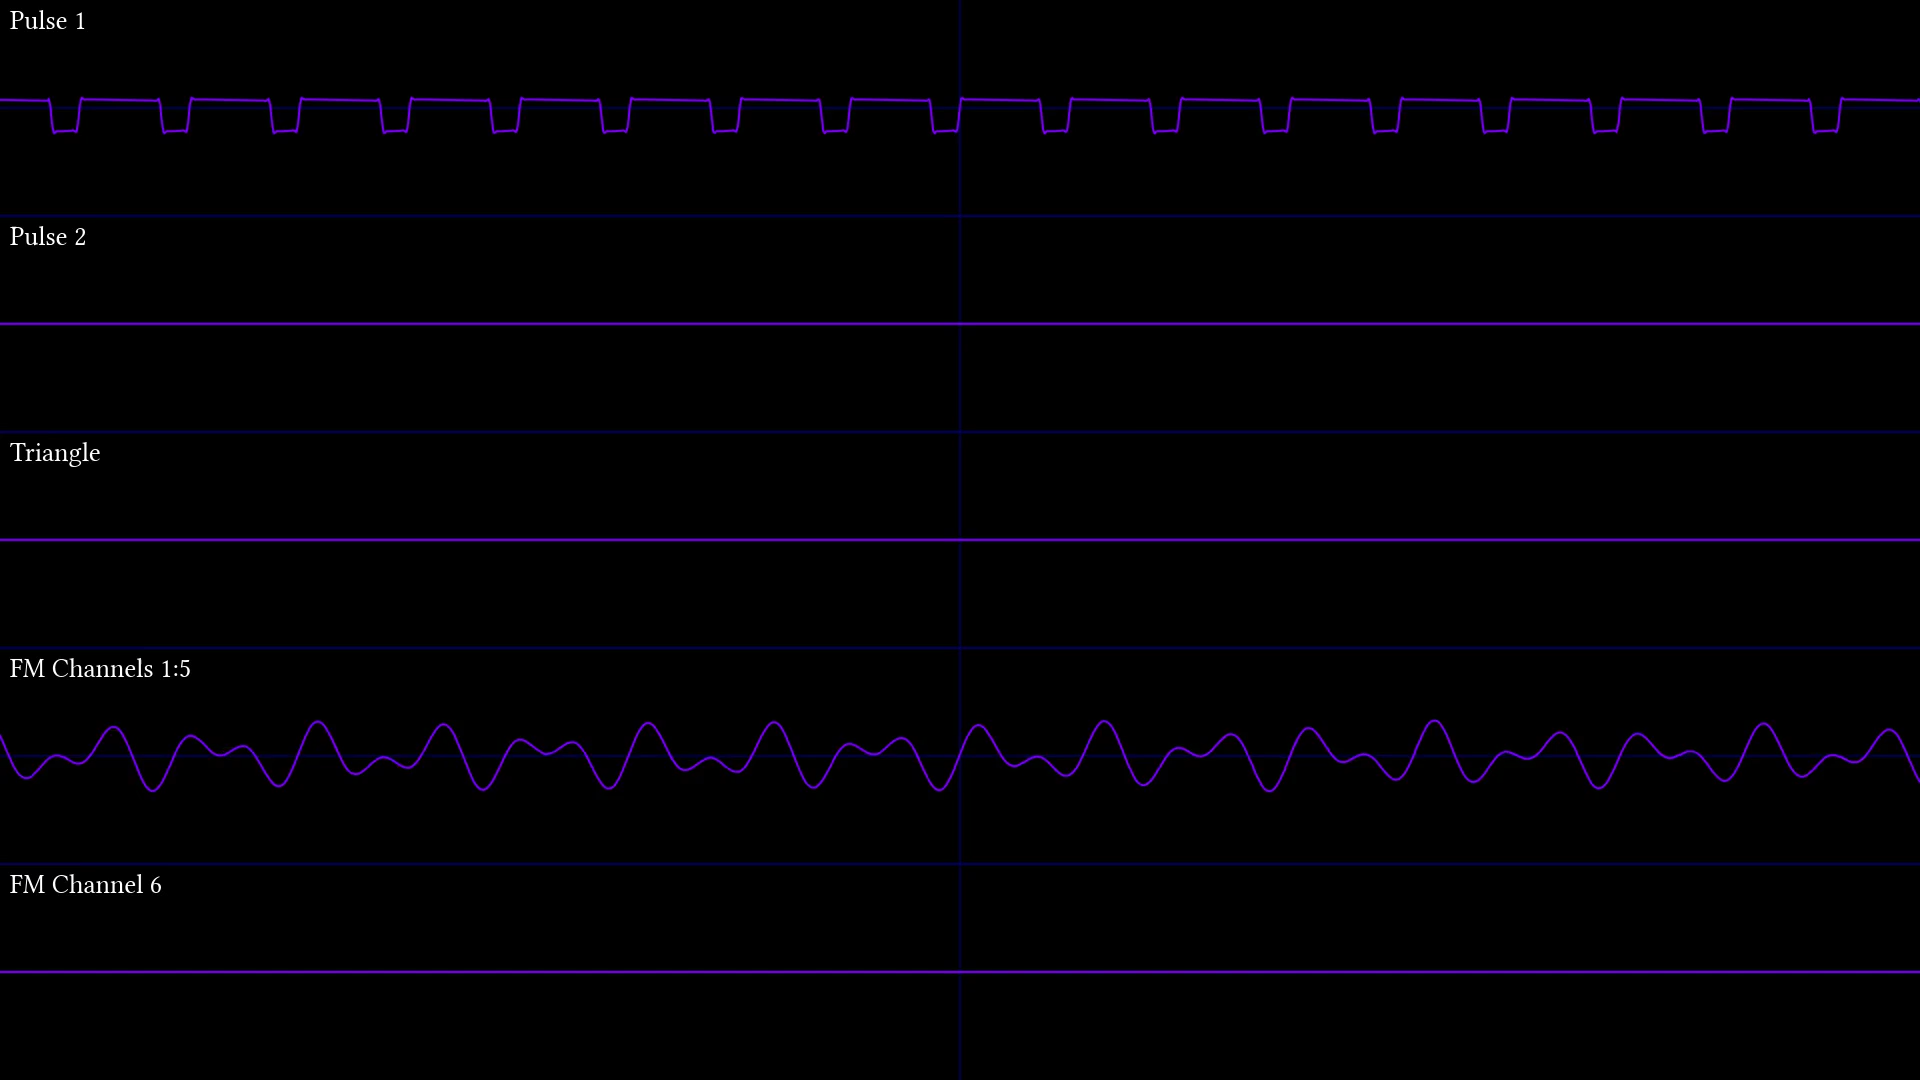 Pulse 1
Pulse 2
Triangle
FM Channels 1:5
FM Channel 6